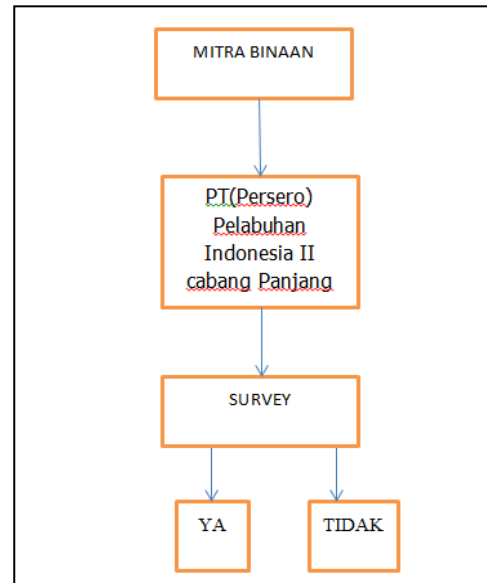 MITRA BINAAN
PT(Persero)
Pelabuhan
Indonesia II
cabang Panjang
SURVEY
YA
TIDAK